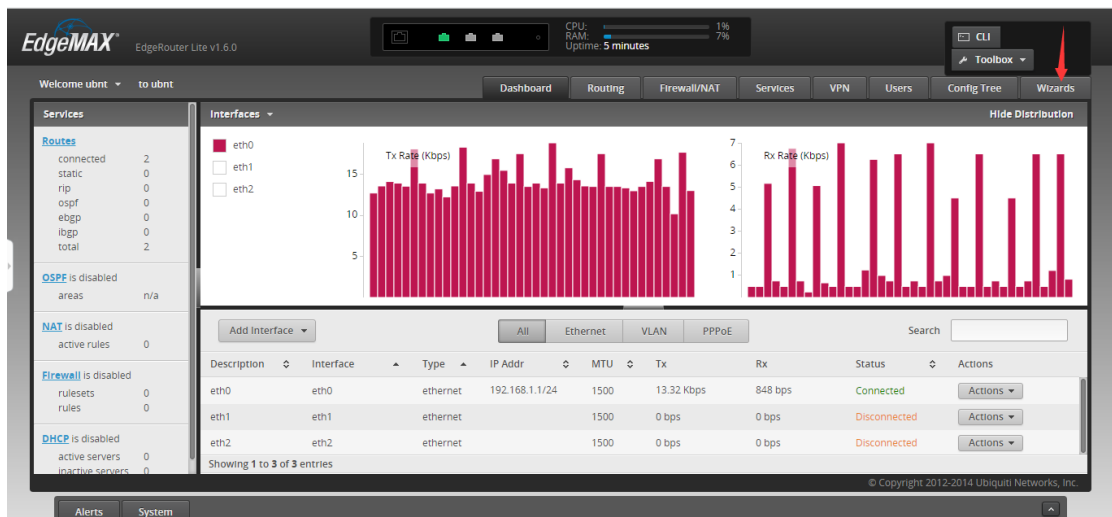 EdgeMAX® EdgeRouter Lite v1.6.0
CPU: 1%
RAM: 7%
Uptime: 5 minutes
CLI
Toolbox
Welcome ubnt to ubnt
Dashboard Routing Firewall/NAT Services VPN Users Config Tree Wizards
Services
Routes
connected 2
static 0
rip 0
ospf 0
ebgp 0
ibgp 0
total 2
OSPF is disabled
areas n/a
NAT is disabled
active rules 0
Firewall is disabled
rulesets 0
rules 0
DHCP is disabled
active servers 0
inactive servers 0
Interfaces Hide Distribution
eth0
eth1
eth2
Tx Rate (Kbps)
15
10
5
Rx Rate (Kbps)
7
6
5
4
3
2
1
Add Interface All Ethernet VLAN PPPoE Search
Description Interface Type IP Addr MTU Tx Rx Status Actions
eth0 eth0 ethernet 192.168.1.1/24 1500 13.32 Kbps 848 bps Connected Actions
eth1 eth1 ethernet 1500 0 bps 0 bps Disconnected Actions
eth2 eth2 ethernet 1500 0 bps 0 bps Disconnected Actions
Showing 1 to 3 of 3 entries
© Copyright 2012-2014 Ubiquiti Networks, Inc.
Alerts System